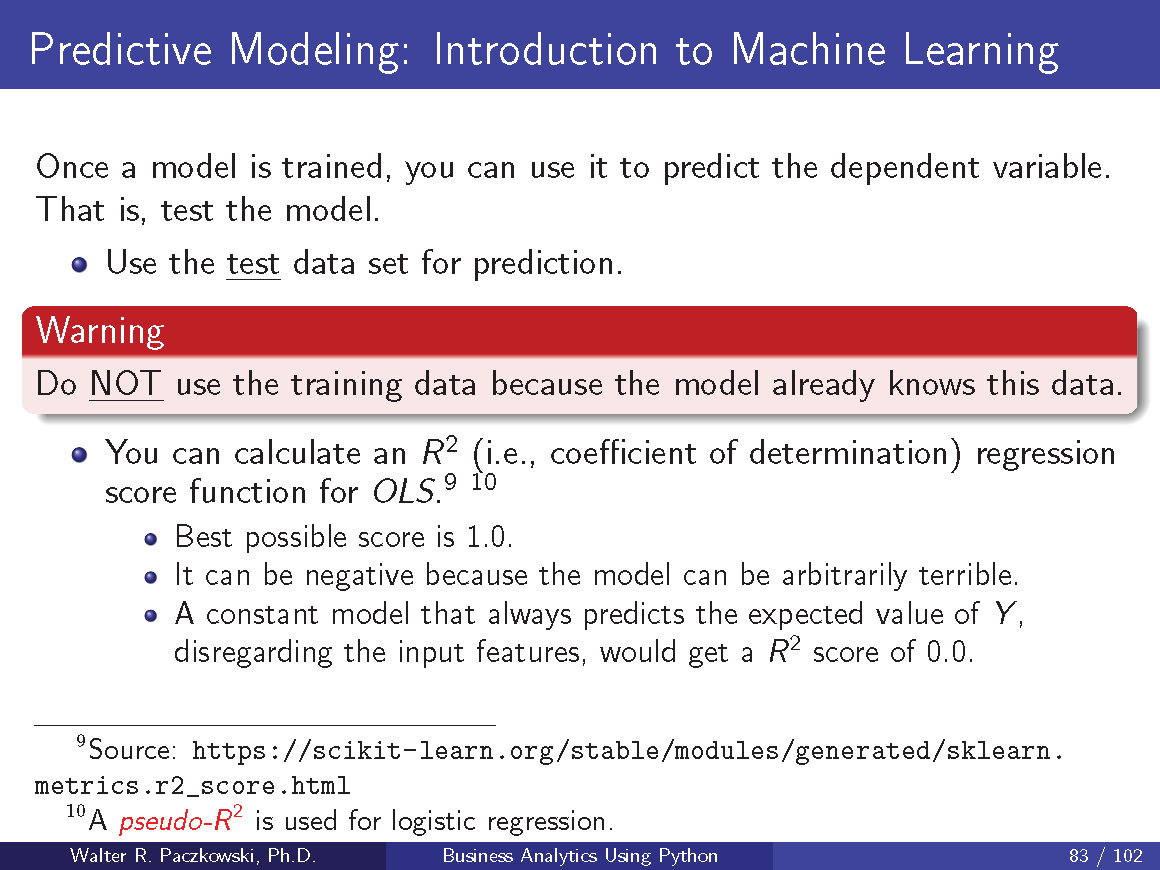 Predictive Modeling: Introduction to Machine Learning
Once a model is trained, you can use it to predict the dependent variable.
That is, test the model.
Use the test data set for prediction.
Warning
Do NOT use the training data because the model already knows this data.
You can calculate an R² (i.e., coefficient of determination) regression
score function for OLS.⁹ ¹⁰
Best possible score is 1.0.
It can be negative because the model can be arbitrarily terrible.
A constant model that always predicts the expected value of Y,
disregarding the input features, would get a R² score of 0.0.
⁹Source: https://scikit-learn.org/stable/modules/generated/sklearn.
metrics.r2_score.html
¹⁰A pseudo-R² is used for logistic regression.
Walter R. Paczkowski, Ph.D. Business Analytics Using Python 83 / 102